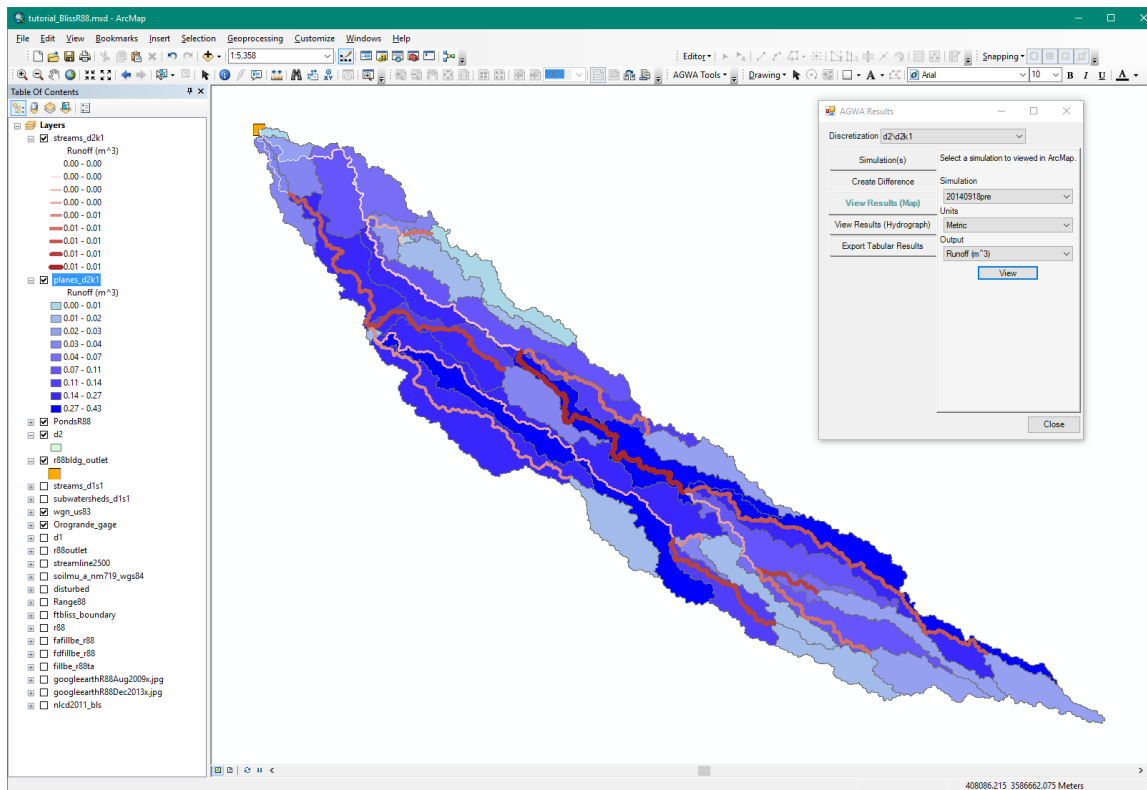 tutorial_BlissR88.mxd - ArcMap
File Edit View Bookmarks Insert Selection Geoprocessing Customize Windows Help
1:5,358 Editor Snapping
AGWA Tools Drawing A Arial 10 B I U A
Table Of Contents
Layers
streams_d2k1
Runoff (m^3)
0.00 - 0.00
0.00 - 0.00
0.00 - 0.00
0.00 - 0.00
0.00 - 0.01
0.01 - 0.01
0.01 - 0.01
0.01 - 0.01
0.01 - 0.01
planes_d2k1
Runoff (m^3)
0.00 - 0.01
0.01 - 0.02
0.02 - 0.03
0.03 - 0.04
0.04 - 0.07
0.07 - 0.11
0.11 - 0.14
0.14 - 0.27
0.27 - 0.43
PondsR88
d2
r88bldg_outlet
streams_d1s1
subwatersheds_d1s1
wgn_us83
Orogrande_gage
d1
r88outlet
streamline2500
soilmu_a_nm719_wgs84
disturbed
Range88
ftbliss_boundary
r88
fafillbe_r88
fdfillbe_r88
fillbe_r88ta
googleearthR88Aug2009x.jpg
googleearthR88Dec2013x.jpg
nlcd2011_bls
AGWA Results
Discretization d2\d2k1
Simulation(s)
Create Difference
View Results (Map)
View Results (Hydrograph)
Export Tabular Results
Select a simulation to viewed in ArcMap.
Simulation
20140918pre
Units
Metric
Output
Runoff (m^3)
View
Close
408086.215 3586662.075 Meters